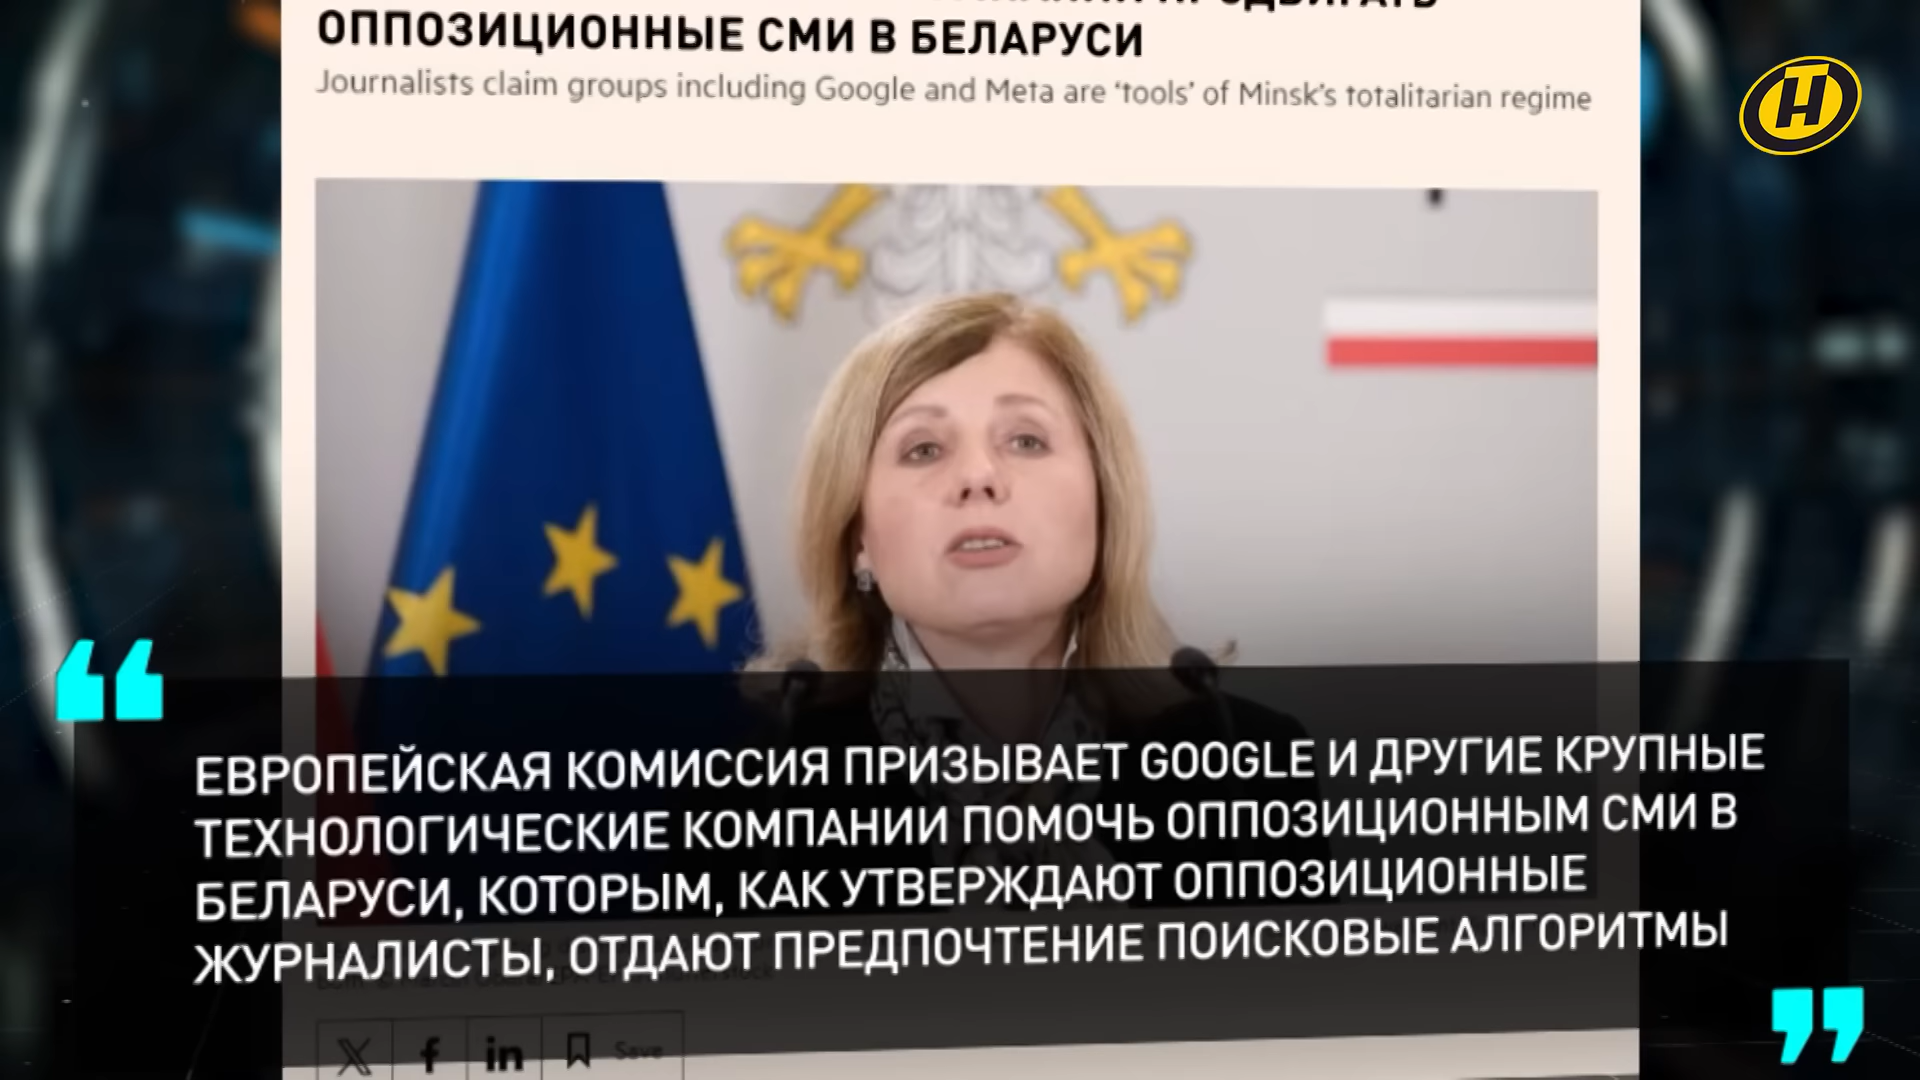 ОППОЗИЦИОННЫЕ СМИ В БЕЛАРУСИ
Journalists claim groups including Google and Meta are ‘tools’ of Minsk’s totalitarian regime
ЕВРОПЕЙСКАЯ КОМИССИЯ ПРИЗЫВАЕТ GOOGLE И ДРУГИЕ КРУПНЫЕ
ТЕХНОЛОГИЧЕСКИЕ КОМПАНИИ ПОМОЧЬ ОППОЗИЦИОННЫМ СМИ В
БЕЛАРУСИ, КОТОРЫМ, КАК УТВЕРЖДАЮТ ОППОЗИЦИОННЫЕ
ЖУРНАЛИСТЫ, ОТДАЮТ ПРЕДПОЧТЕНИЕ ПОИСКОВЫЕ АЛГОРИТМЫ
Save